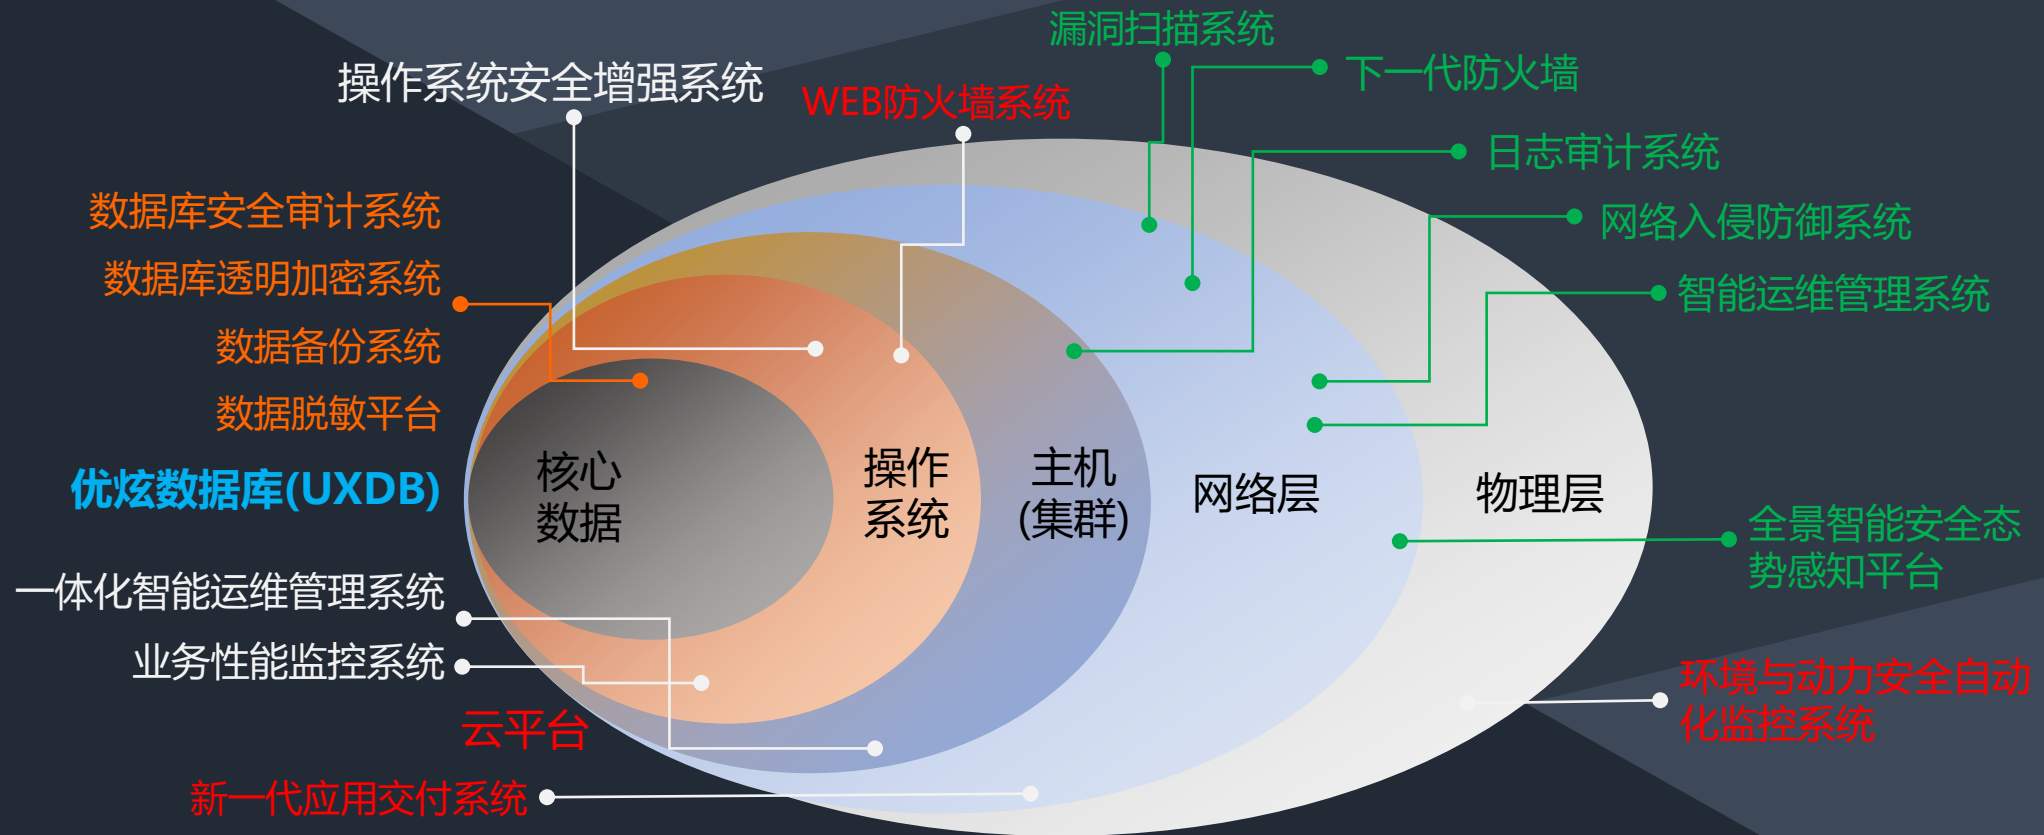 漏洞扫描系统
操作系统安全增强系统
下一代防火墙
WEB防火墙系统
日志审计系统
数据库安全审计系统
网络入侵防御系统
数据库透明加密系统
智能运维管理系统
数据备份系统
数据脱敏平台
优炫数据库(UXDB)
核心
数据
操作
系统
主机
(集群)
网络层
物理层
全景智能安全态
势感知平台
一体化智能运维管理系统
业务性能监控系统
环境与动力安全自动
化监控系统
云平台
新一代应用交付系统